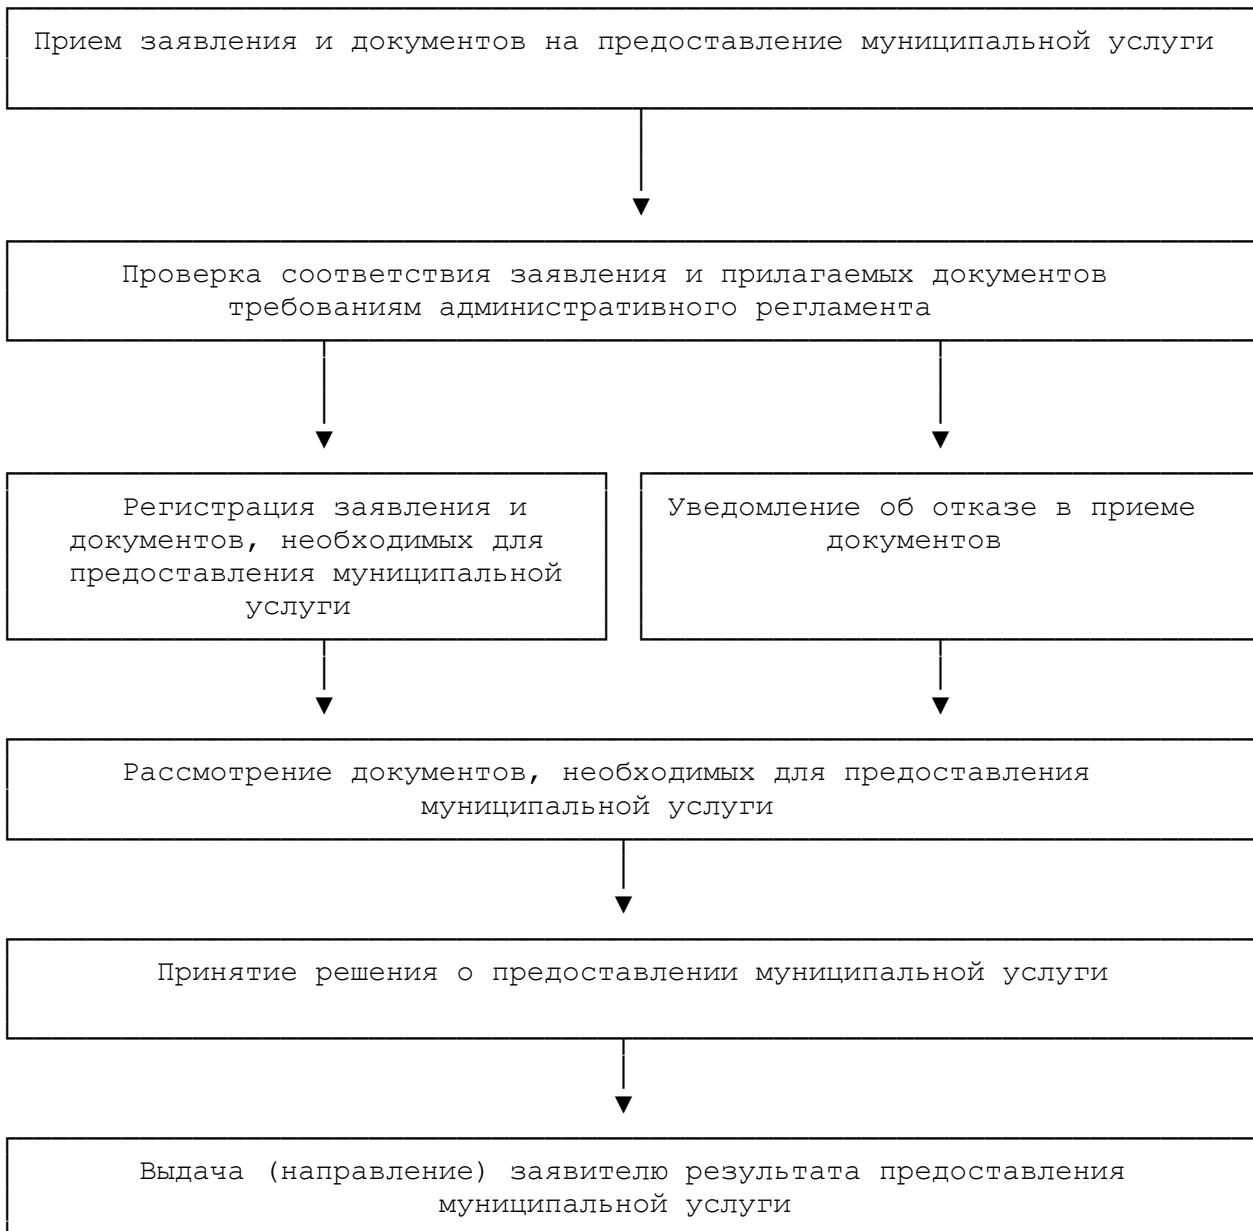 Прием заявления и документов на предоставление муниципальной услуги
Проверка соответствия заявления и прилагаемых документов
требованиям административного регламента
Регистрация заявления и
документов, необходимых для
предоставления муниципальной
услуги
Уведомление об отказе в приеме
документов
Рассмотрение документов, необходимых для предоставления
муниципальной услуги
Принятие решения о предоставлении муниципальной услуги
Выдача (направление) заявителю результата предоставления
муниципальной услуги